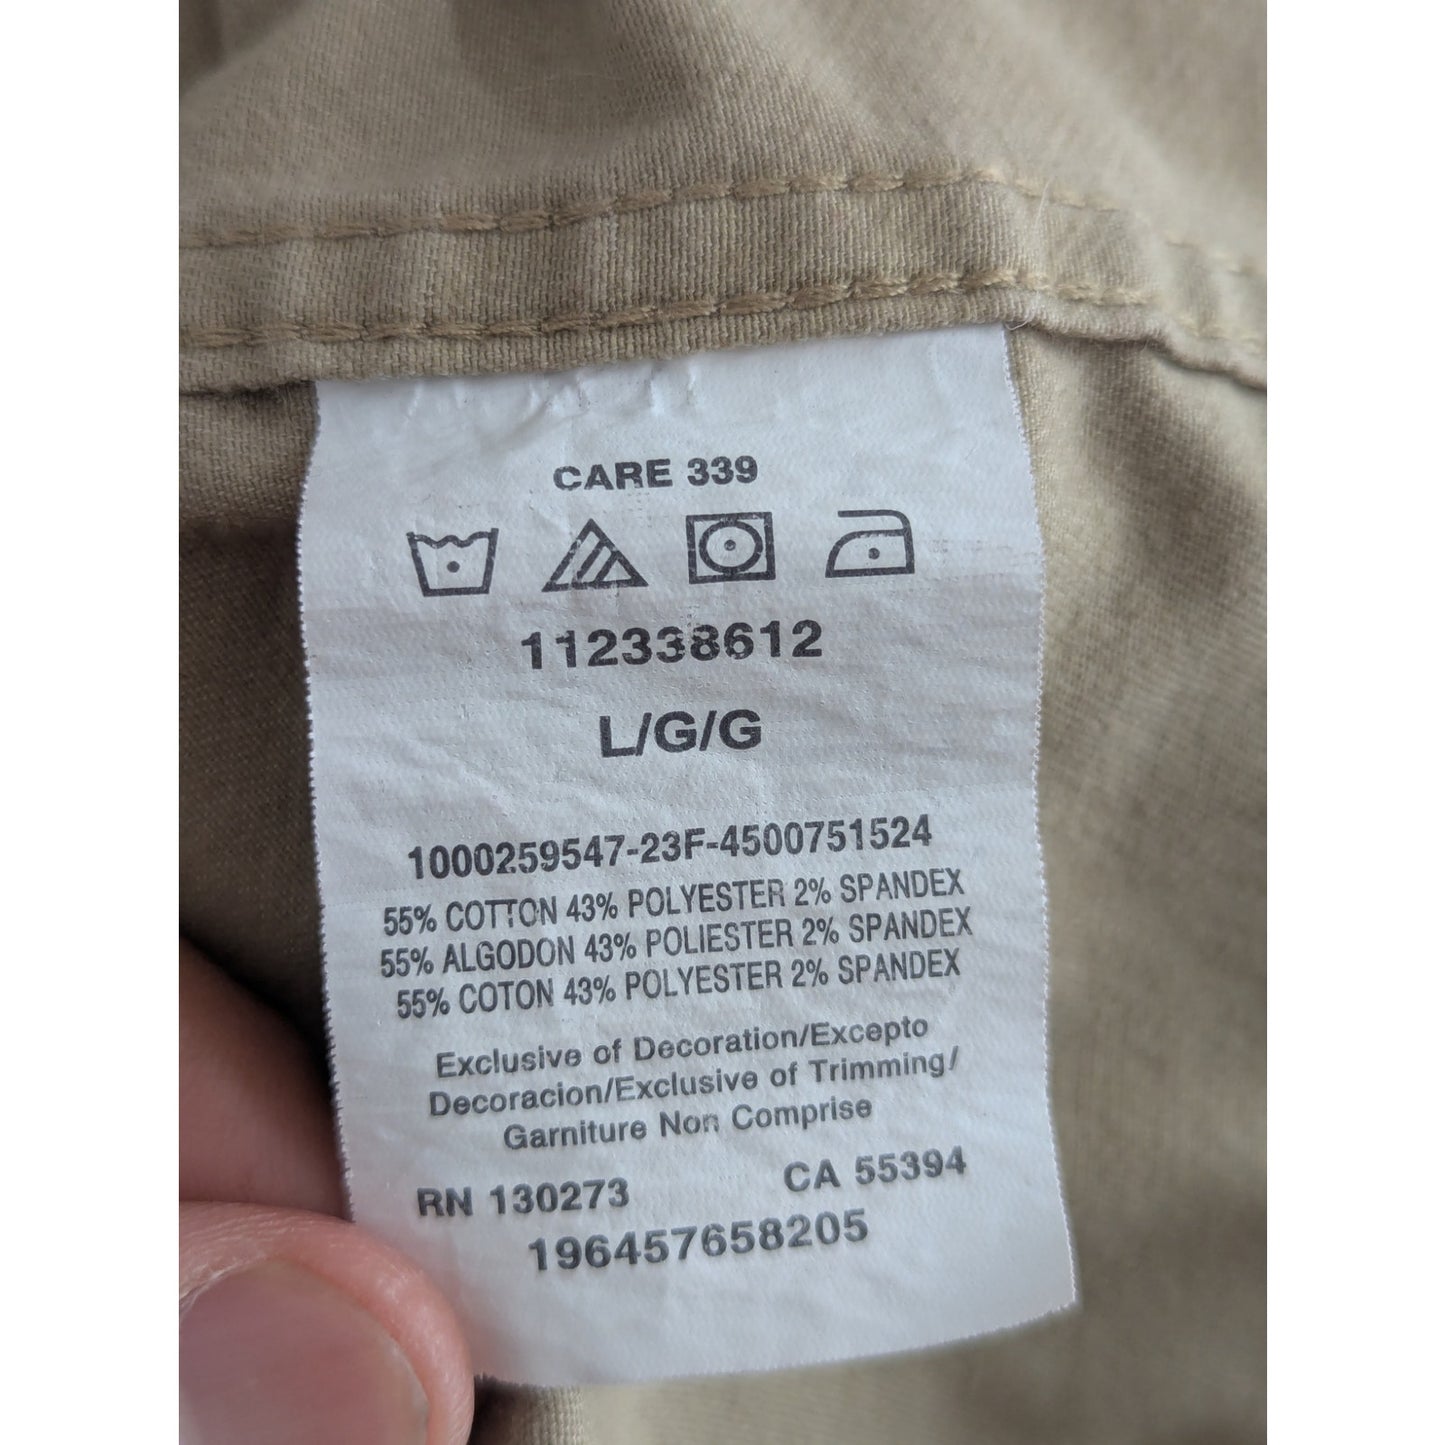 CARE 339
112338612
L/G/G
1000259547-23F-4500751524
55% COTTON 43% POLYESTER 2% SPANDEX
55% ALGODON 43% POLIESTER 2% SPANDEX
55% COTON 43% POLYESTER 2% SPANDEX
Exclusive of Decoration/Excepto
Decoracion/Exclusive of Trimming/
Garniture Non Comprise
RN 130273 CA 55394
196457658205